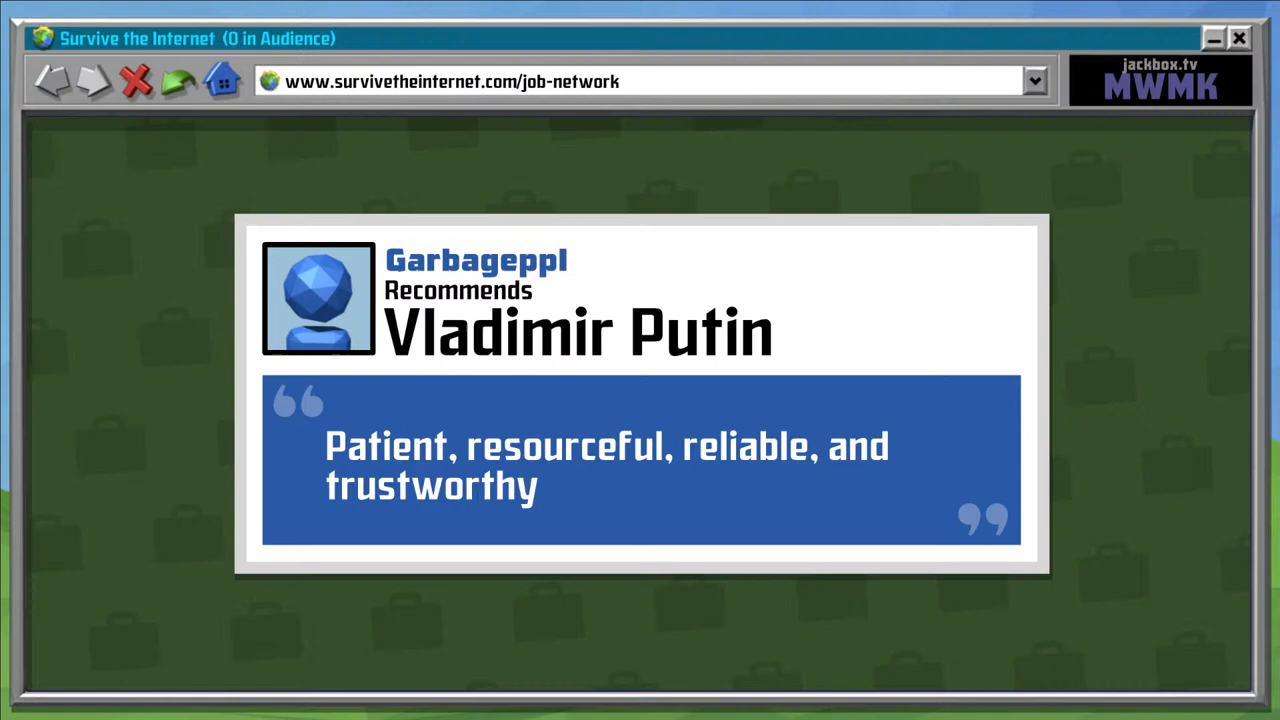 Survive the Internet (0 in Audience)
www.survivetheinternet.com/job-network
jackbox.tv
MWMK
Garbageppl
Recommends
Vladimir Putin
“
Patient, resourceful, reliable, and
trustworthy
”